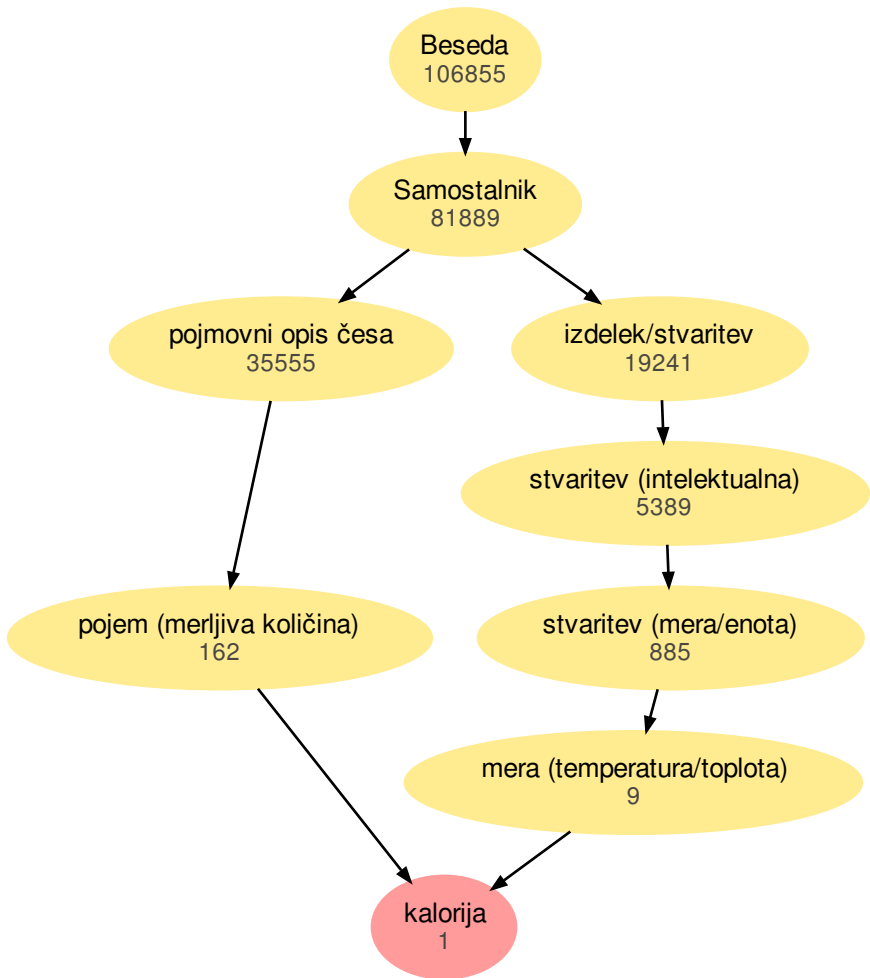 Beseda
106855
Samostalnik
81889
pojmovni opis česa
35555
izdelek/stvaritev
19241
stvaritev (intelektualna)
5389
pojem (merljiva količina)
162
stvaritev (mera/enota)
885
mera (temperatura/toplota)
9
kalorija
1